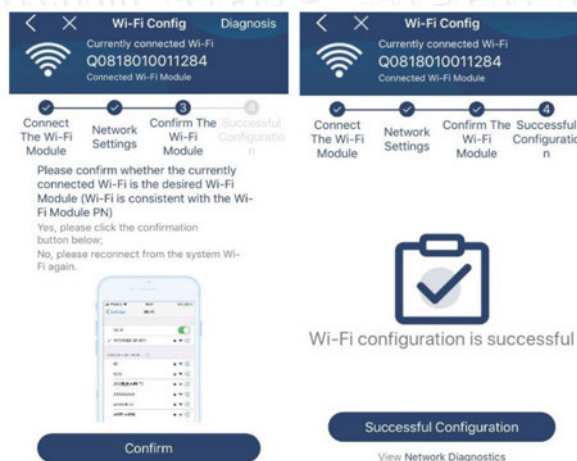 Wi-Fi Config
Diagnosis
Currently connected Wi-Fi
Q0818010011284
Connected Wi-Fi Module
3
4
Connect
The Wi-Fi
Module
Network
Settings
Confirm The
Wi-Fi
Module
Successful
Configuratio
n
Please confirm whether the currently
connected Wi-Fi is the desired Wi-Fi
Module (Wi-Fi is consistent with the Wi-
Fi Module PN)
Yes, please click the confirmation
button below;
No, please reconnect from the system Wi-
Fi again.
Confirm
Wi-Fi Config
Currently connected Wi-Fi
Q0818010011284
Connected Wi-Fi Module
4
Connect
The Wi-Fi
Module
Network
Settings
Confirm The
Wi-Fi
Module
Successful
Configuratio
n
Wi-Fi configuration is successful
Successful Configuration
View Network Diagnostics